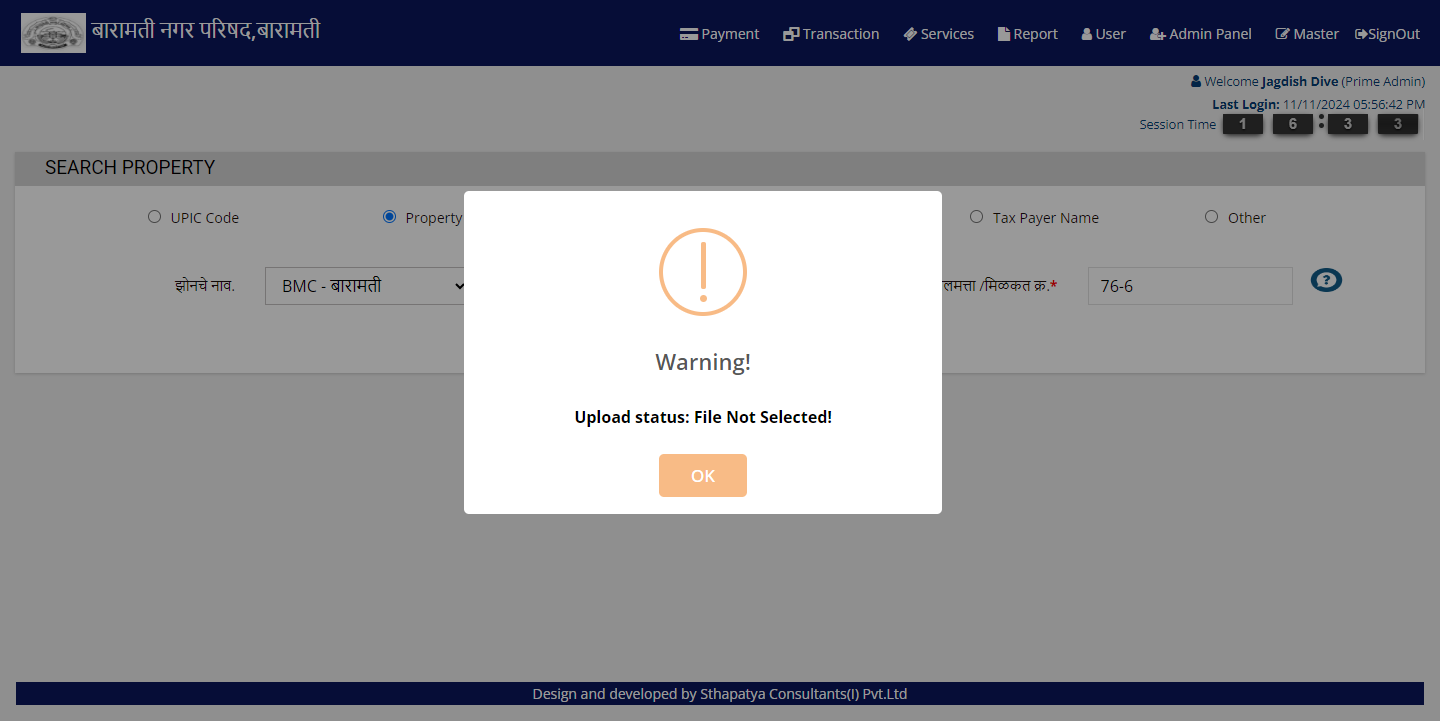 बारामती नगर परिषद,बारामती
Payment Transaction Services Report User Admin Panel Master SignOut
Welcome Jagdish Dive (Prime Admin)
Last Login: 11/11/2024 05:56:42 PM
Session Time 1 6 : 3 3
SEARCH PROPERTY
UPIC Code Property Tax Payer Name Other
झोनचे नाव. BMC - बारामती लमत्ता /मिळकत क्र.* 76-6
Warning!
Upload status: File Not Selected!
OK
Design and developed by Sthapatya Consultants(I) Pvt.Ltd